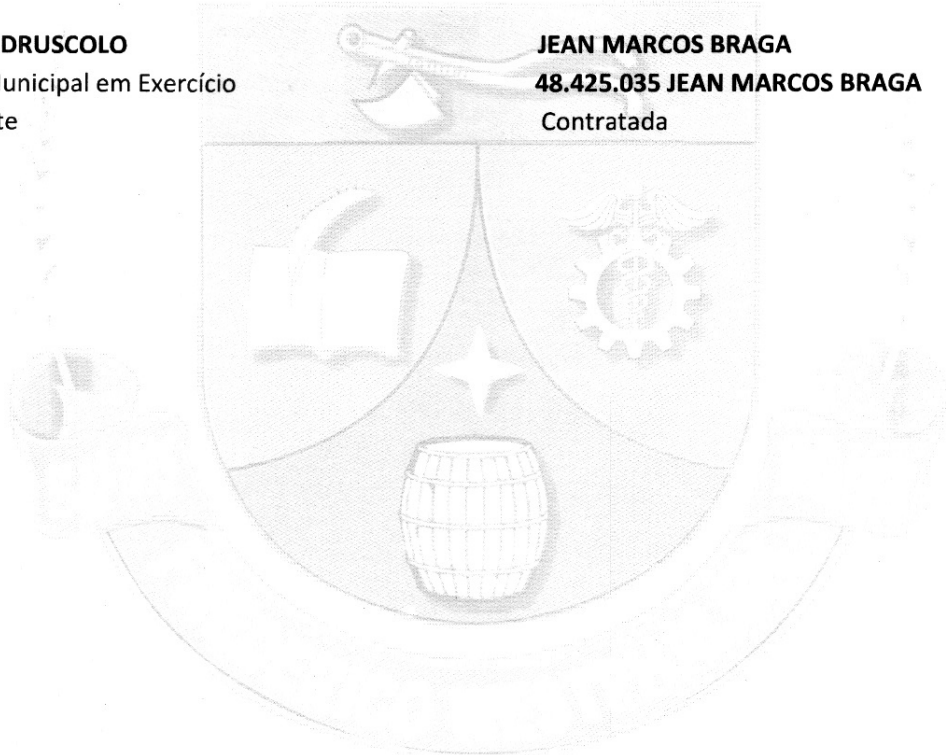 DRUSCOLO
unicipal em Exercício
te
JEAN MARCOS BRAGA
48.425.035 JEAN MARCOS BRAGA
Contratada